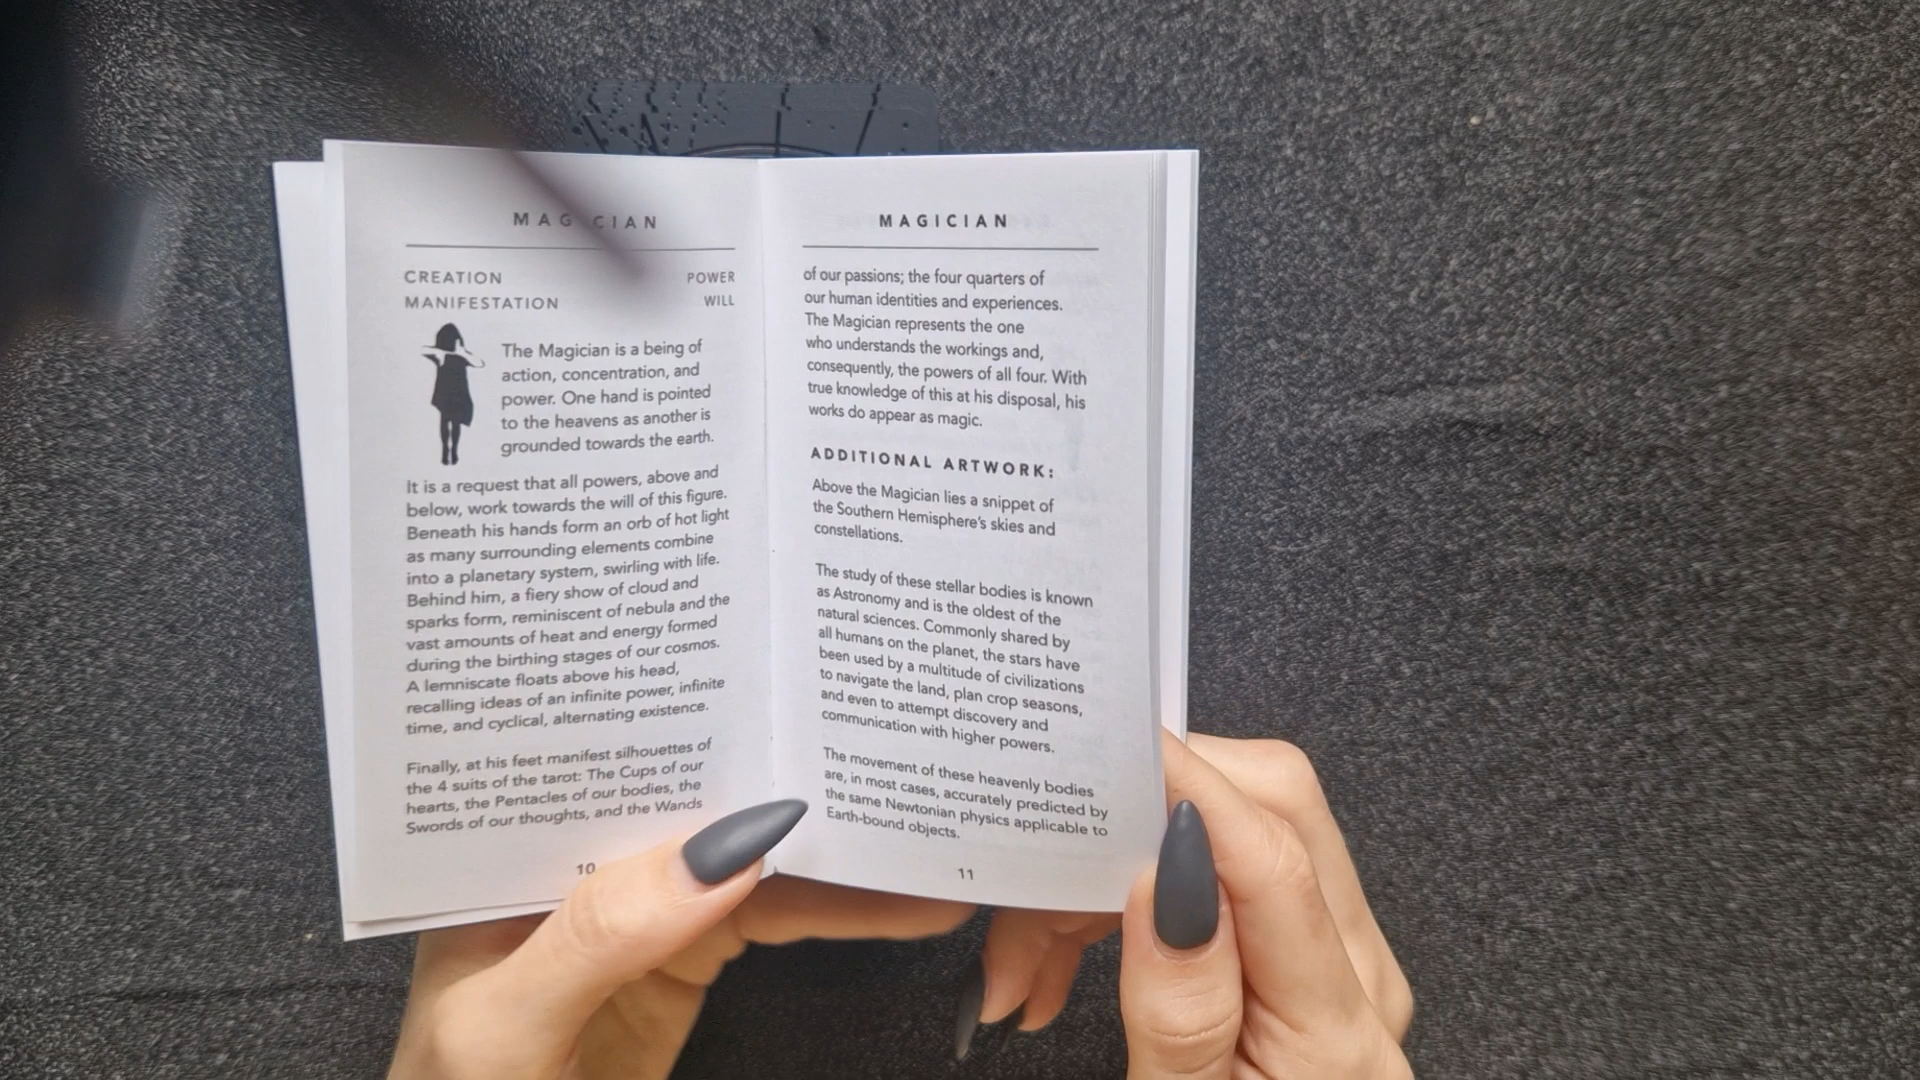 MAGICIAN
CREATION
POWER
MANIFESTATION
WILL
The Magician is a being of
action, concentration, and
power. One hand is pointed
to the heavens as another is
grounded towards the earth.
It is a request that all powers, above and
below, work towards the will of this figure.
Beneath his hands form an orb of hot light
as many surrounding elements combine
into a planetary system, swirling with life.
Behind him, a fiery show of cloud and
sparks form, reminiscent of nebula and the
vast amounts of heat and energy formed
during the birthing stages of our cosmos.
A lemniscate floats above his head,
recalling ideas of an infinite power, infinite
time, and cyclical, alternating existence.
Finally, at his feet manifest silhouettes of
the 4 suits of the tarot: The Cups of our
hearts, the Pentacles of our bodies, the
Swords of our thoughts, and the Wands
10
MAGICIAN
of our passions; the four quarters of
our human identities and experiences.
The Magician represents the one
who understands the workings and,
consequently, the powers of all four. With
true knowledge of this at his disposal, his
works do appear as magic.
ADDITIONAL ARTWORK:
Above the Magician lies a snippet of
the Southern Hemisphere's skies and
constellations.
The study of these stellar bodies is known
as Astronomy and is the oldest of the
natural sciences. Commonly shared by
all humans on the planet, the stars have
been used by a multitude of civilizations
to navigate the land, plan crop seasons,
and even to attempt discovery and
communication with higher powers.
The movement of these heavenly bodies
are, in most cases, accurately predicted by
the same Newtonian physics applicable to
Earth-bound objects.
11